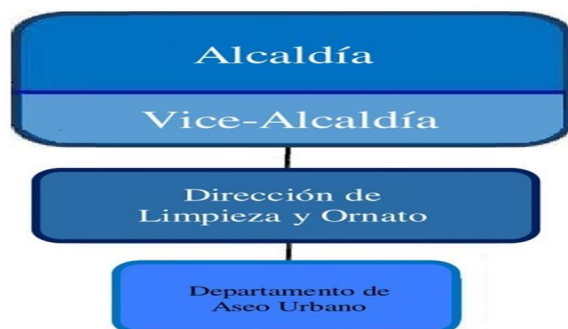 Alcaldía
Vice-Alcaldía
Dirección de
Limpieza y Ornato
Departamento de
Aseo Urbano